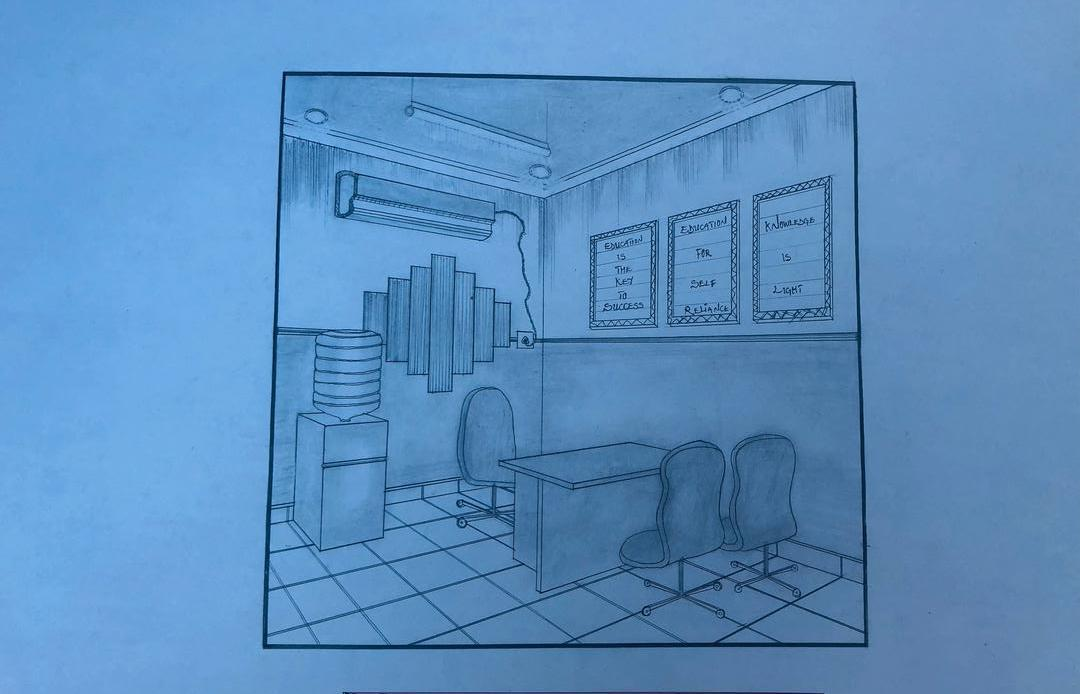 EDUCATION
IS
THE
KEY
TO
SUCCESS
EDUCATION
FOR
SELF
RELIANCE
KNOWLEDGE
IS
LIGHT